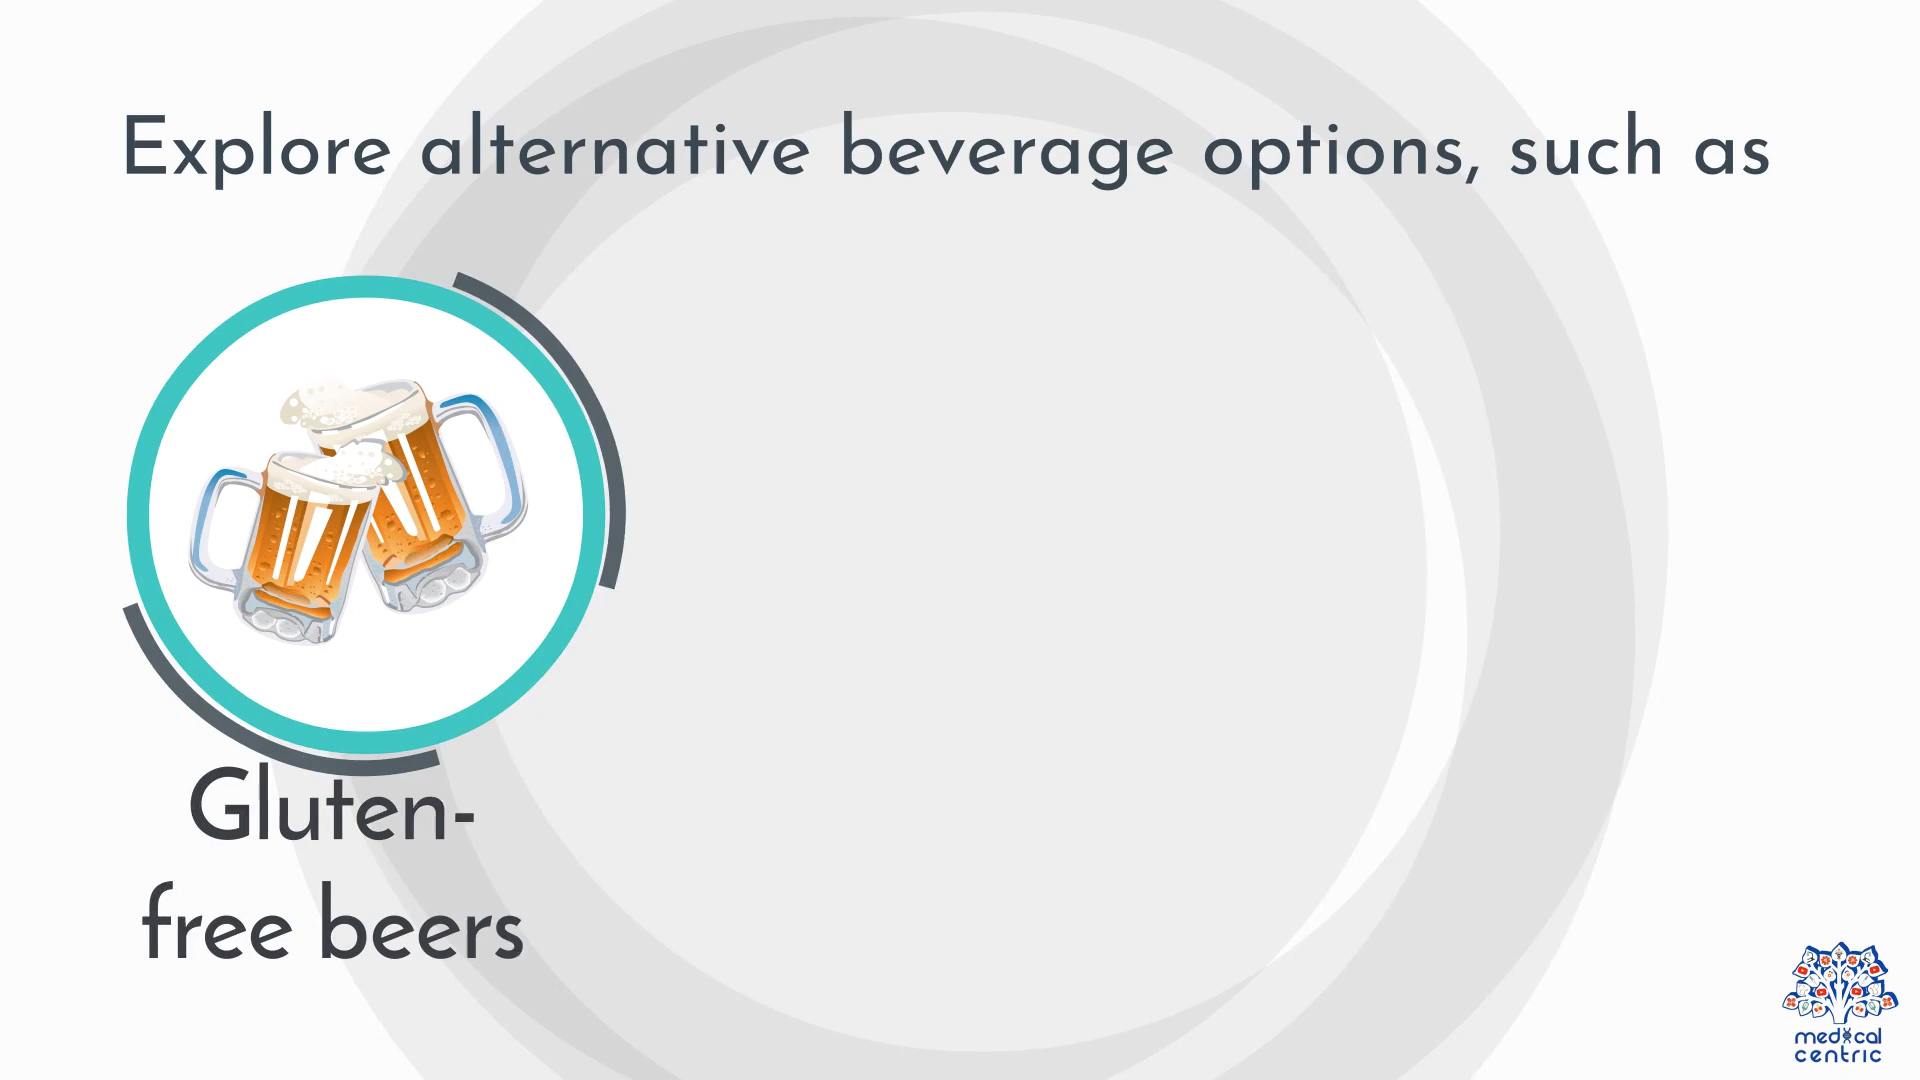 Explore alternative beverage options, such as
Gluten-
free beers
medical
centric